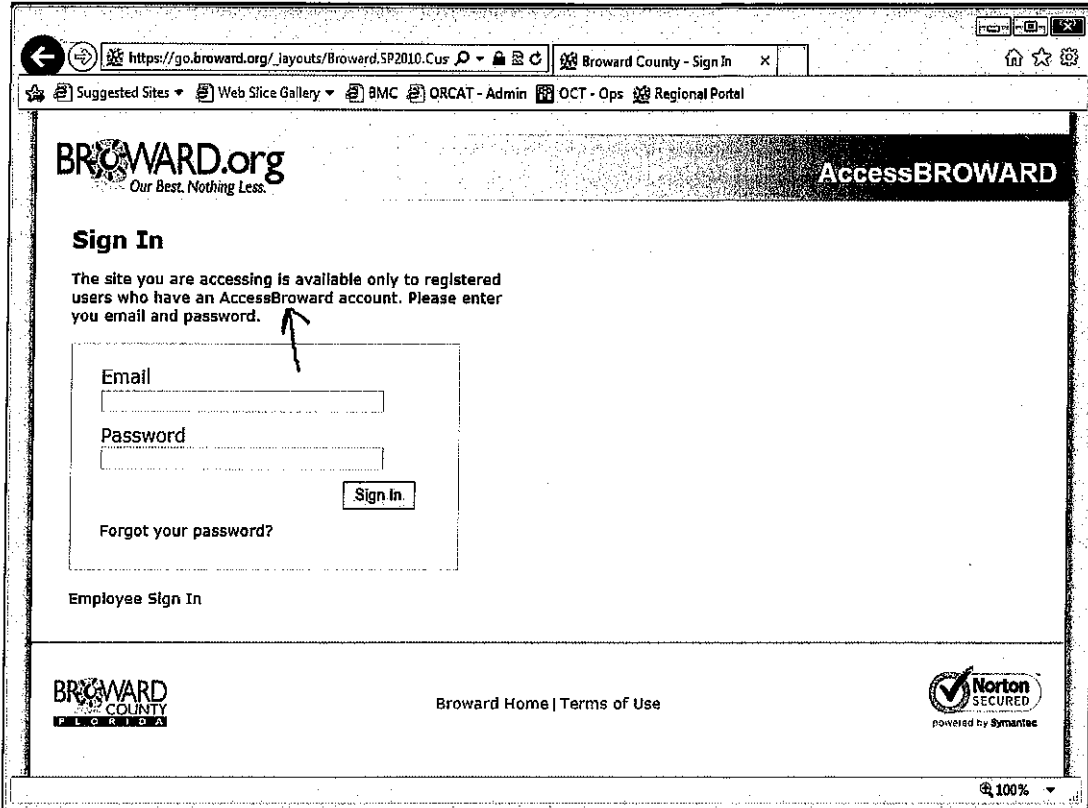 https://go.broward.org/_layouts/Broward.SP2010.Cus
Broward County - Sign In
Suggested Sites Web Slice Gallery BMC ORCAT - Admin OCT - Ops Regional Portal
BROWARD.org
Our Best. Nothing Less.
AccessBROWARD
Sign In
The site you are accessing is available only to registered
users who have an AccessBroward account. Please enter
you email and password.
Email
Password
Sign In
Forgot your password?
Employee Sign In
BROWARD
COUNTY
FLORIDA
Broward Home | Terms of Use
Norton
SECURED
powered by Symantec
100%